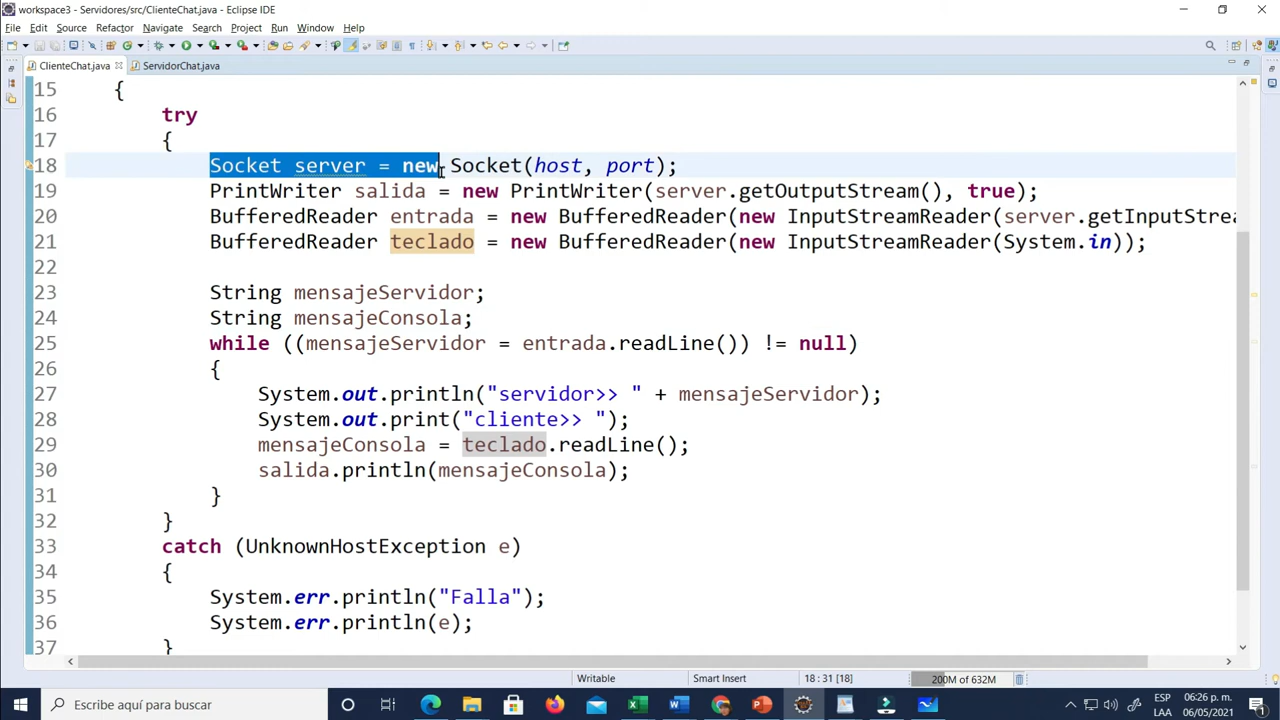 workspace3 - Servidores/src/ClienteChat.java - Eclipse IDE
File Edit Source Refactor Navigate Search Project Run Window Help
ClienteChat.java ServidorChat.java
15 {
16 try
17 {
18 Socket server = new Socket(host, port);
19 PrintWriter salida = new PrintWriter(server.getOutputStream(), true);
20 BufferedReader entrada = new BufferedReader(new InputStreamReader(server.getInputStrea
21 BufferedReader teclado = new BufferedReader(new InputStreamReader(System.in));
22
23 String mensajeServidor;
24 String mensajeConsola;
25 while ((mensajeServidor = entrada.readLine()) != null)
26 {
27 System.out.println("servidor>> " + mensajeServidor);
28 System.out.print("cliente>> ");
29 mensajeConsola = teclado.readLine();
30 salida.println(mensajeConsola);
31 }
32 }
33 catch (UnknownHostException e)
34 {
35 System.err.println("Falla");
36 System.err.println(e);
37 }
Writable Smart Insert 18 : 31 [18] 200M of 632M
Escribe aquí para buscar ESP 06:26 p. m.
LAA 06/05/2021